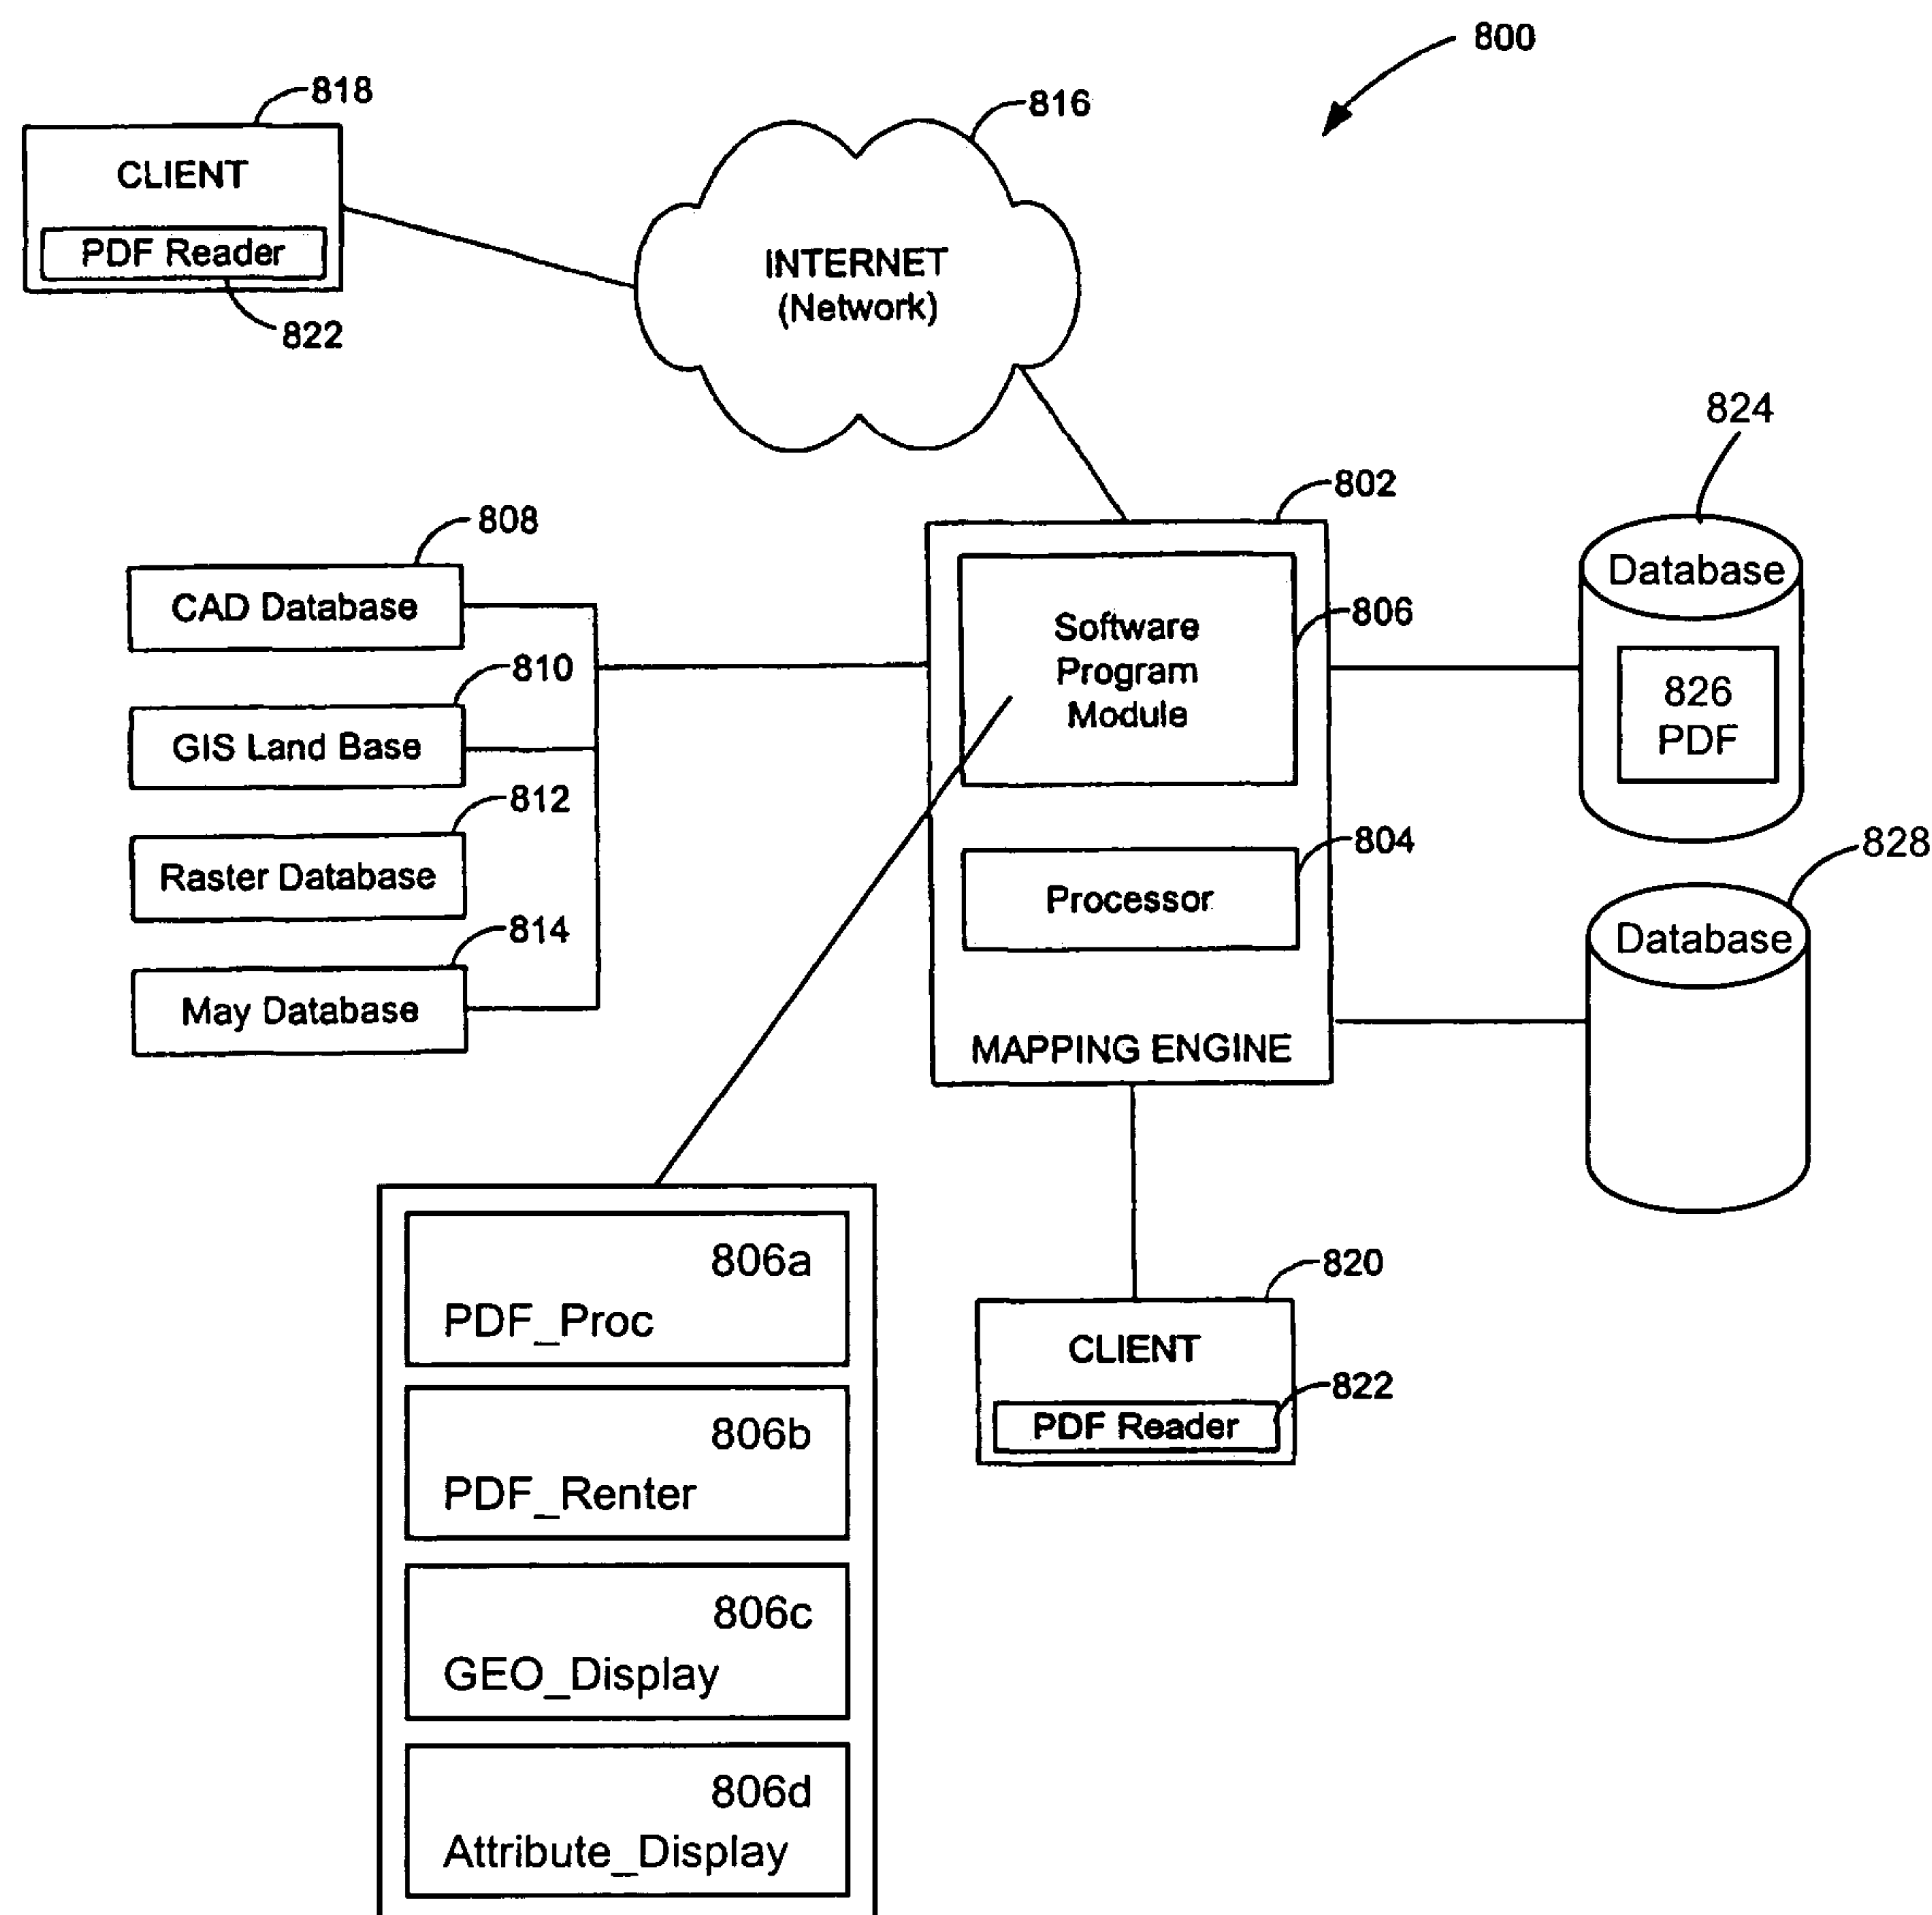 800
818
CLIENT
PDF Reader
822
816
INTERNET
(Network)
824
Database
826
PDF
802
Software
Program
Module
806
804
Processor
MAPPING ENGINE
828
Database
808
CAD Database
810
GIS Land Base
812
Raster Database
814
May Database
806a
PDF_Proc
806b
PDF_Renter
806c
GEO_Display
806d
Attribute_Display
820
CLIENT
822
PDF Reader